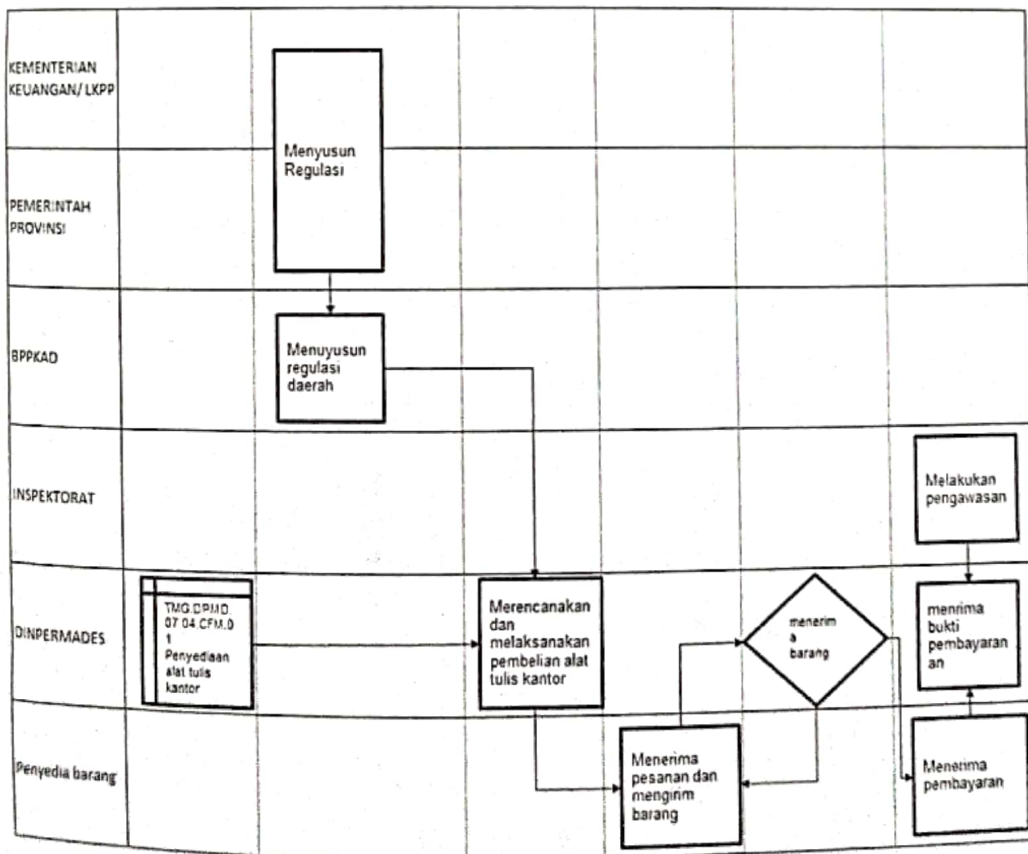 KEMENTERIAN
KEUANGAN/ LKPP
Menyusun
Regulasi
PEMERINTAH
PROVINSI
BPPKAD
Menuyusun
regulasi
daerah
INSPEKTORAT
Melakukan
pengawasan
DINPERMADES
TMG.DPMD.
07.04.CFM.0
1
Penyediaan
alat tulis
kantor
Merencanakan
dan
melaksanakan
pembelian alat
tulis kantor
menerim
a
barang
menrima
bukti
pembayaran
an
Penyedia barang
Menerima
pesanan dan
mengirim
barang
Menerima
pembayaran